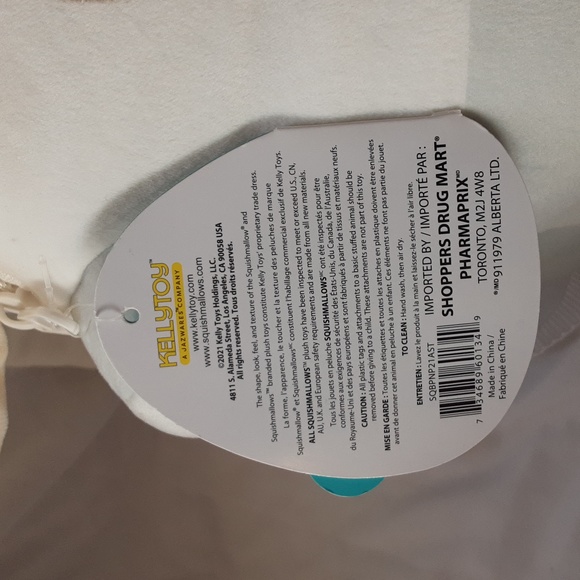 KELLYTOY™
A JAZWARES COMPANY
www.kellytoy.com
www.squishmallows.com
©2021 Kelly Toys Holdings, LLC.
4811 S. Alameda Street, Los Angeles, CA 90058 USA
All rights reserved. Tous droits réservés.
The shape, look, feel, and texture of the Squishmallow® and
Squishmallows™ branded plush toys constitute Kelly Toys' proprietary trade dress.
La forme, l'apparence, le toucher et la texture des peluches de marque
Squishmallow® et Squishmallows™ constituent l'habillage commercial exclusif de Kelly Toys.
ALL SQUISHMALLOWS™ plush toys have been inspected to meet or exceed U.S., CN,
AU, U.K. and European safety requirements and are made from all new materials.
Tous les jouets en peluche SQUISHMALLOWS ont été inspectés pour être
conformes aux exigences de sécurité des États-Unis, du Canada, de l'Australie,
du Royaume-Uni et des pays européens et sont fabriqués à partir de tissus et matériaux neufs.
CAUTION: All plastic tags and attachments to a basic stuffed animal should be
removed before giving to a child. These attachments are not part of this toy.
MISE EN GARDE : Toutes les étiquettes et toutes les attaches en plastique doivent être enlevées
avant de donner cet animal en peluche à un enfant. Ces éléments ne font pas partie du jouet.
TO CLEAN: Hand wash, then air dry.
ENTRETIEN : Lavez le produit à la main et laissez-le sécher à l'air libre.
SQBPNP21AST
7 34689 60134 9
Made in China /
Fabriqué en Chine
IMPORTED BY / IMPORTÉ PAR :
SHOPPERS DRUG MART®
PHARMAPRIX MD
TORONTO, M2J 4W8
®/MD 911979 ALBERTA LTD.